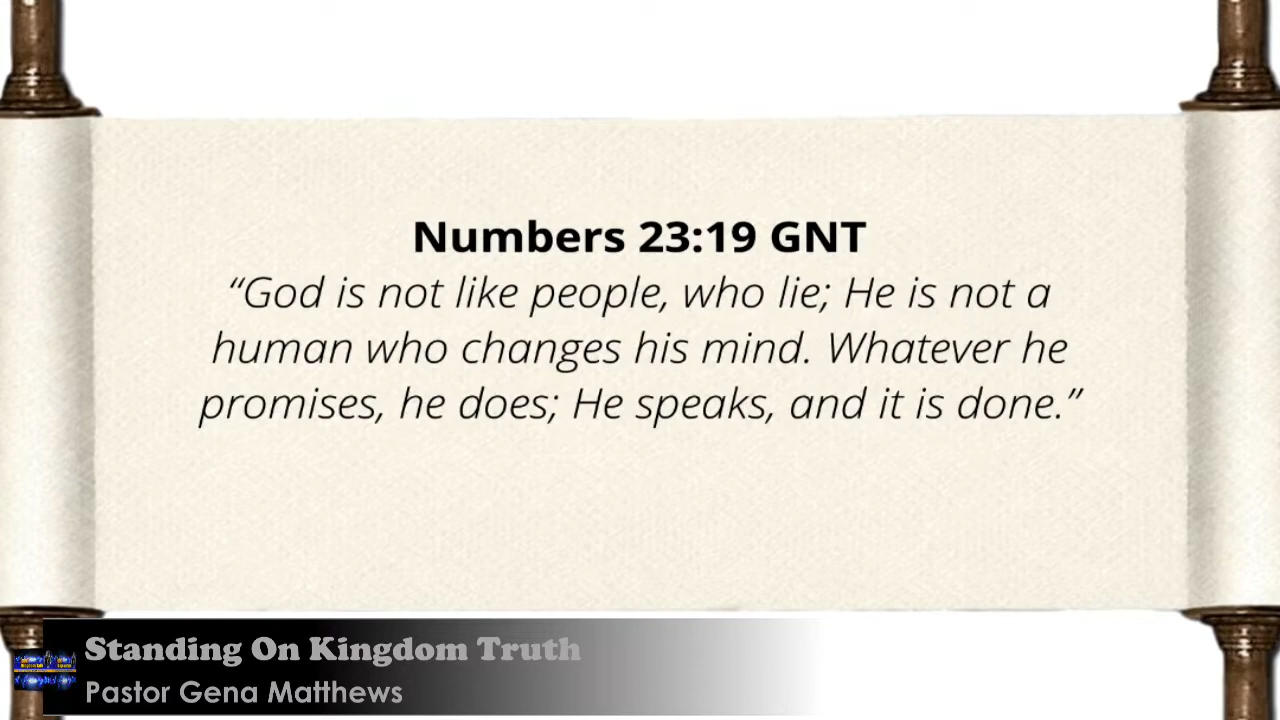 Numbers 23:19 GNT
“God is not like people, who lie; He is not a
human who changes his mind. Whatever he
promises, he does; He speaks, and it is done.”
Standing On Kingdom Truth
Pastor Gena Matthews